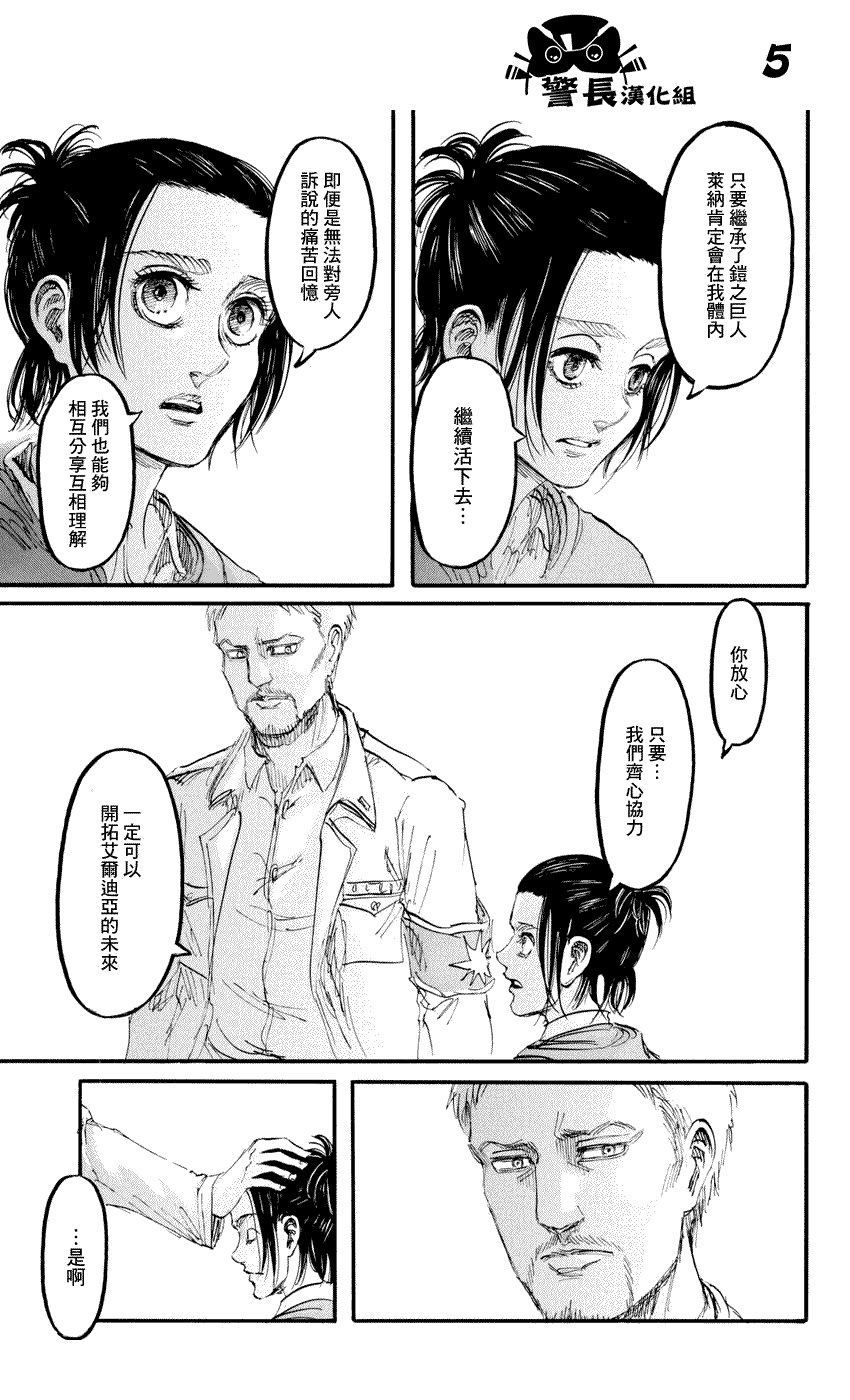 警長漢化組
5
只要繼承了鎧之巨人
萊納肯定會在我體內
繼續活下去…
即便是無法對旁人
訴說的痛苦回憶
我們也能夠
相互分享互相理解
你放心
只要…
我們齊心協力
一定可以
開拓艾爾迪亞的未來
…是啊